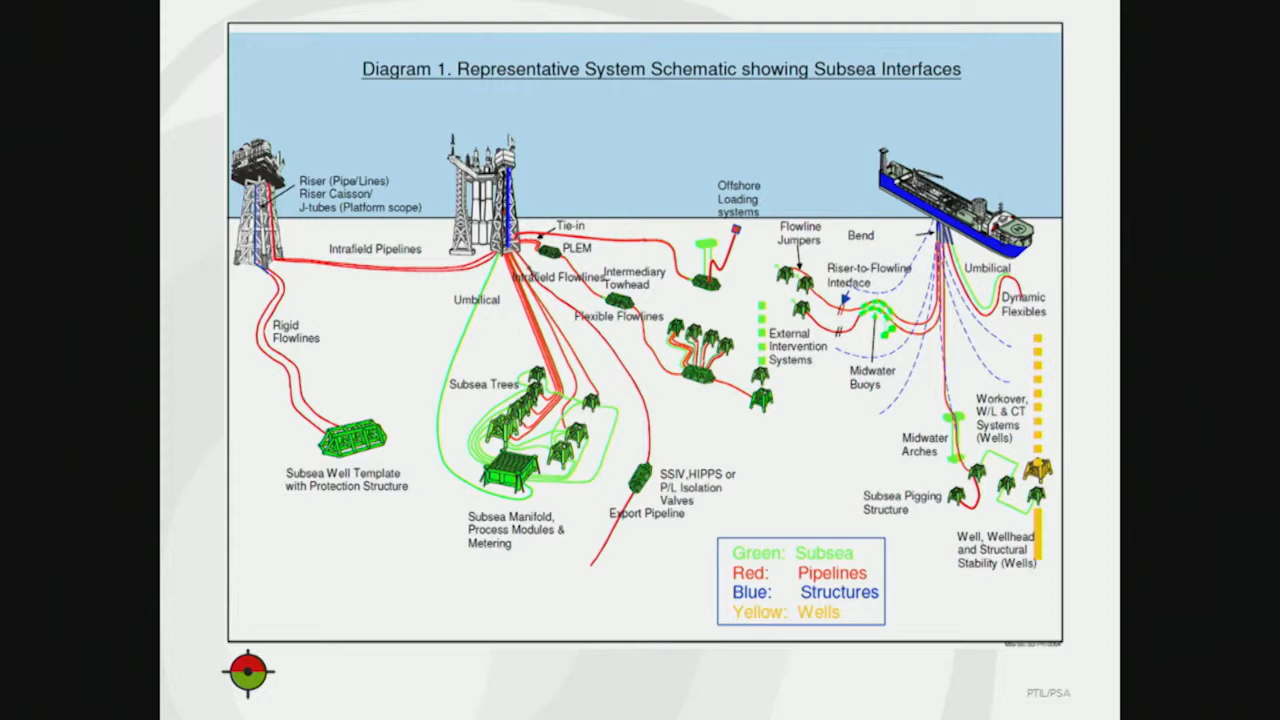 Diagram 1. Representative System Schematic showing Subsea Interfaces
Riser (Pipe/Lines)
Riser Caisson/
J-tubes (Platform scope)
Offshore
Loading
systems
Tie-in
PLEM
Flowline
Jumpers
Bend
Intrafield Pipelines
Intrafield Flowlines
Intermediary
Towhead
Riser-to-Flowline
Intedace
Umbilical
Umbilical
Dynamic
Flexibles
Flexible Flowlines
Rigid
Flowlines
External
Intervention
Systems
Midwater
Buoys
Subsea Trees
Workover,
W/L & CT
Systems
(Wells)
Midwater
Arches
Subsea Well Template
with Protection Structure
SSIV,HIPPS or
P/L Isolation
Valves
Export Pipeline
Subsea Pigging
Structure
Subsea Manifold,
Process Modules &
Metering
Well, Wellhead
and Structural
Stability (Wells)
Green: Subsea
Red: Pipelines
Blue: Structures
Yellow: Wells
PTIL/PSA